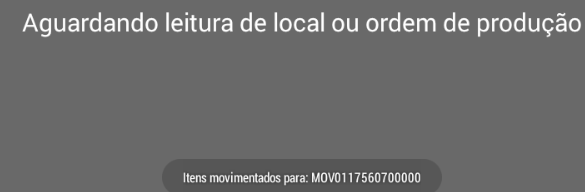 Aguardando leitura de local ou ordem de produção
Itens movimentados para: MOV0117560700000